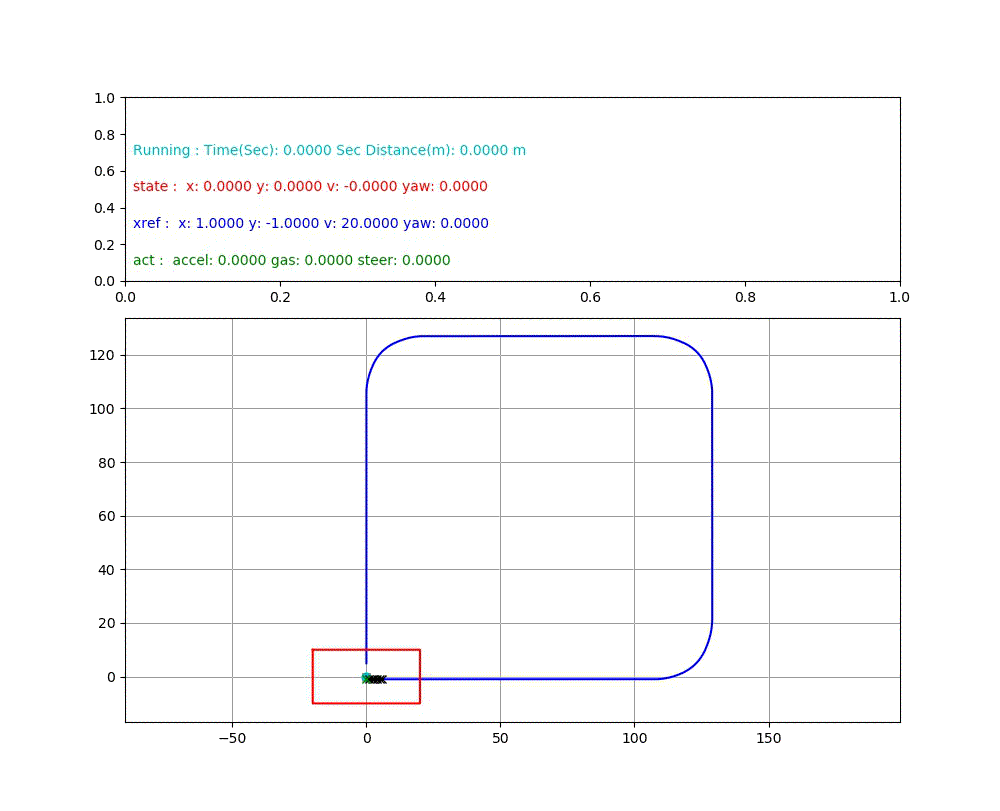 1.0
0.8
Running : Time(Sec): 0.0000 Sec Distance(m): 0.0000 m
0.6
state :  x: 0.0000 y: 0.0000 v: -0.0000 yaw: 0.0000
0.4
xref :  x: 1.0000 y: -1.0000 v: 20.0000 yaw: 0.0000
0.2
act :  accel: 0.0000 gas: 0.0000 steer: 0.0000
0.0
0.0 0.2 0.4 0.6 0.8 1.0
120
100
80
60
40
20
0
−50 0 50 100 150